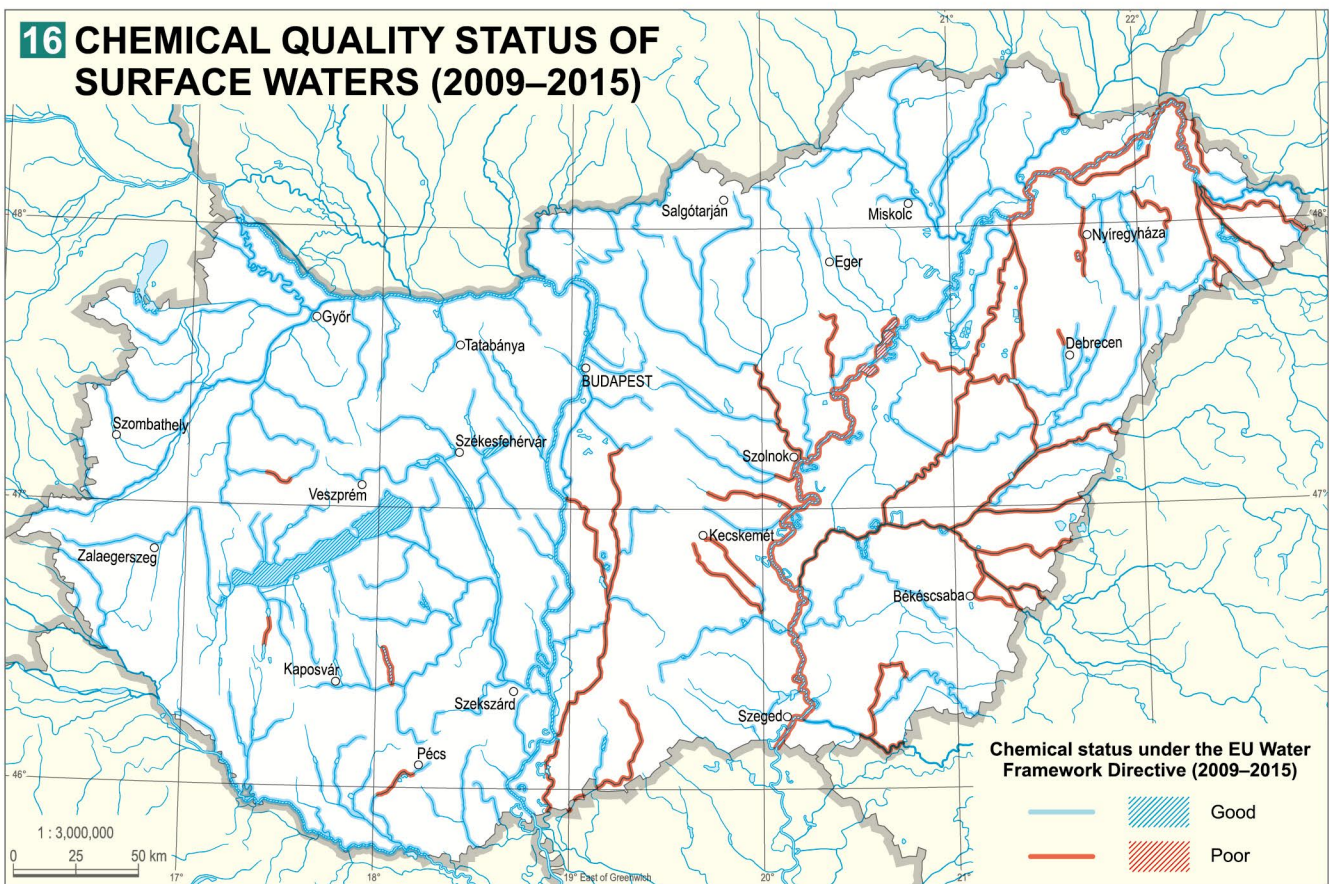 16 CHEMICAL QUALITY STATUS OF
SURFACE WATERS (2009–2015)
21°
22°
48°
Salgótarján
Miskolc
48°
Nyíregyháza
Eger
Győr
Tatabánya
Debrecen
BUDAPEST
Szombathely
Székesfehérvár
Szolnok
Veszprém
47°
47°
Kecskemét
Zalaegerszeg
Békéscsaba
Kaposvár
Szekszárd
Szeged
Pécs
46°
Chemical status under the EU Water
Framework Directive (2009–2015)
Good
Poor
1 : 3,000,000
0 25 50 km
17°
18°
19° East of Greenwich
20°
21°